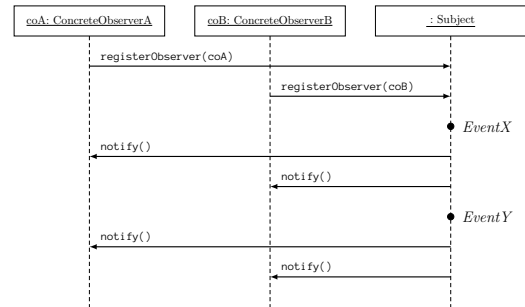 coA: ConcreteObserverA
coB: ConcreteObserverB
: Subject
registerObserver(coA)
registerObserver(coB)
EventX
notify()
notify()
EventY
notify()
notify()